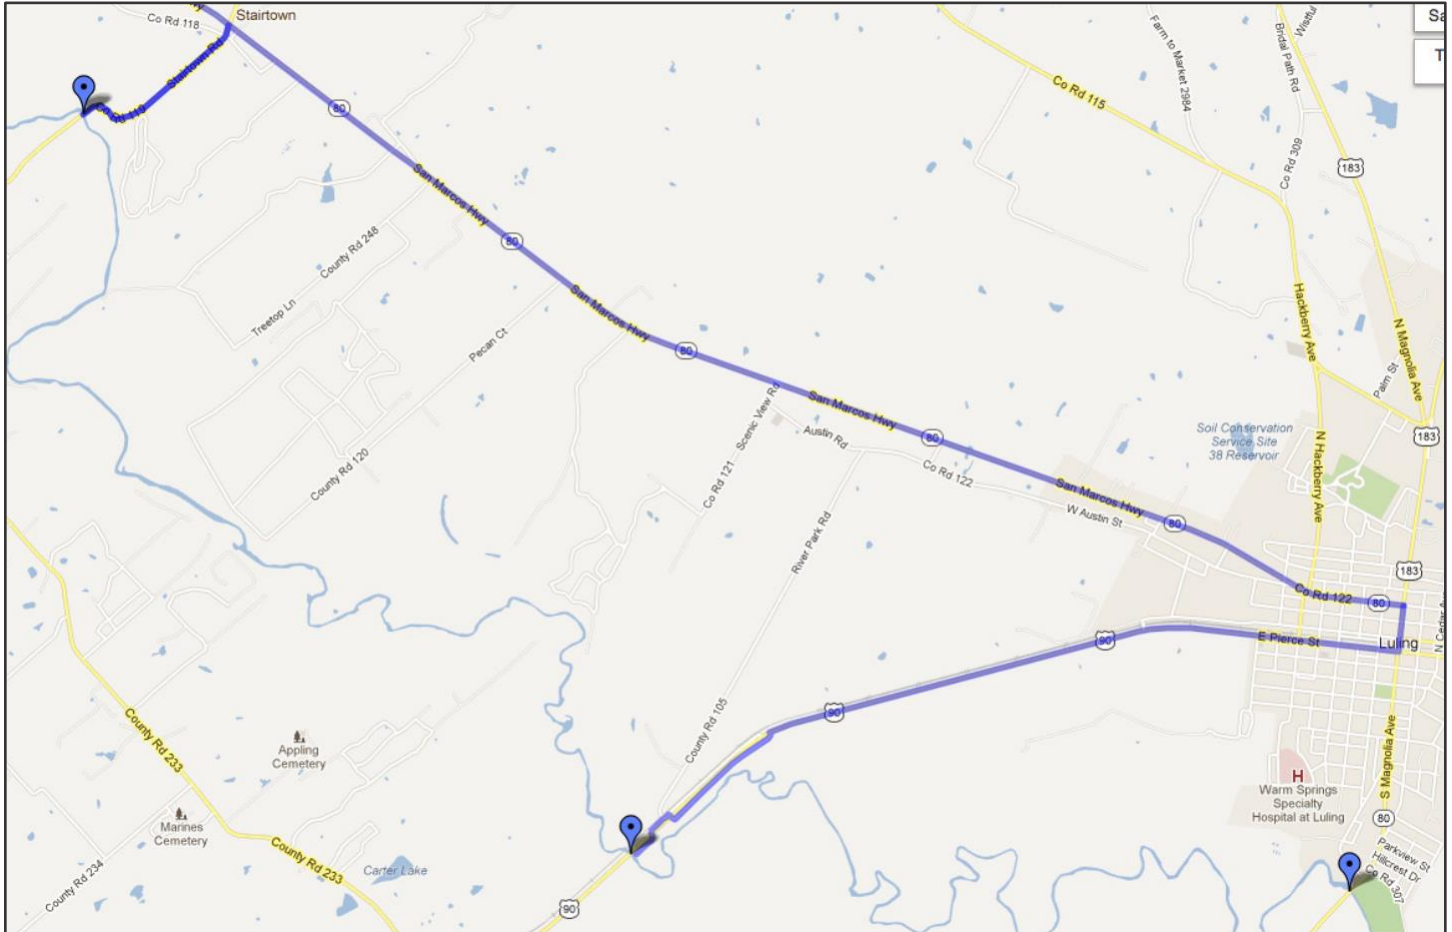 wy
Co Rd 118
Stairtown
Stairtown Rd
80
Co Rd 115
Farm to Market 2984
Bridal Path Rd
Wistful
Sa
T
Co Rd 309
183
San Marcos Hwy
80
County Rd 248
Treetop Ln
San Marcos Hwy
80
Pecan Ct
Hackberry Ave
N Magnolia Ave
Palm St
San Marcos Hwy
80
Scenic View Rd
Co Rd 121
Austin Rd
Co Rd 122
Soil Conservation
Service Site
38 Reservoir
N Hackberry Ave
183
County Rd 120
San Marcos Hwy
80
W Austin St
River Park Rd
183
Co Rd 122
80
N Cedar A
90
E Pierce St
Luling
County Rd 105
90
County Rd 233
Appling
Cemetery
S Magnolia Ave
H
Warm Springs
Specialty
Hospital at Luling
80
Marines
Cemetery
County Rd 233
Carter Lake
County Rd 234
90
Parkview St
Hillcrest Dr
Co Rd 307